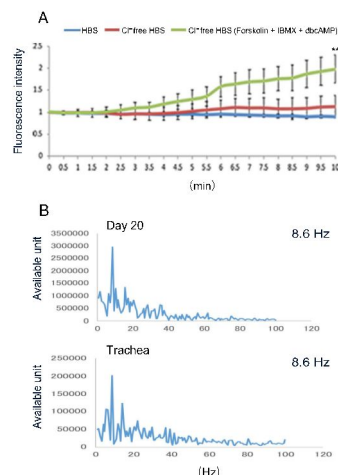 A
HBS Cl⁻free HBS Cl⁻free HBS (Forskolin + IBMX + dbcAMP)
Fluorescence intensity
2.5
2
1.5
1
0.5
0
**
0 0.5 1 1.5 2 2.5 3 3.5 4 4.5 5 5.5 6 6.5 7 7.5 8 8.5 9 9.5 10
(min)
B
Day 20
8.6 Hz
Available unit
3500000
3000000
2500000
2000000
1500000
1000000
500000
0
0 20 40 60 80 100 120
Trachea
8.6 Hz
Available unit
250000
200000
150000
100000
50000
0
0 20 40 60 80 100 120
(Hz)